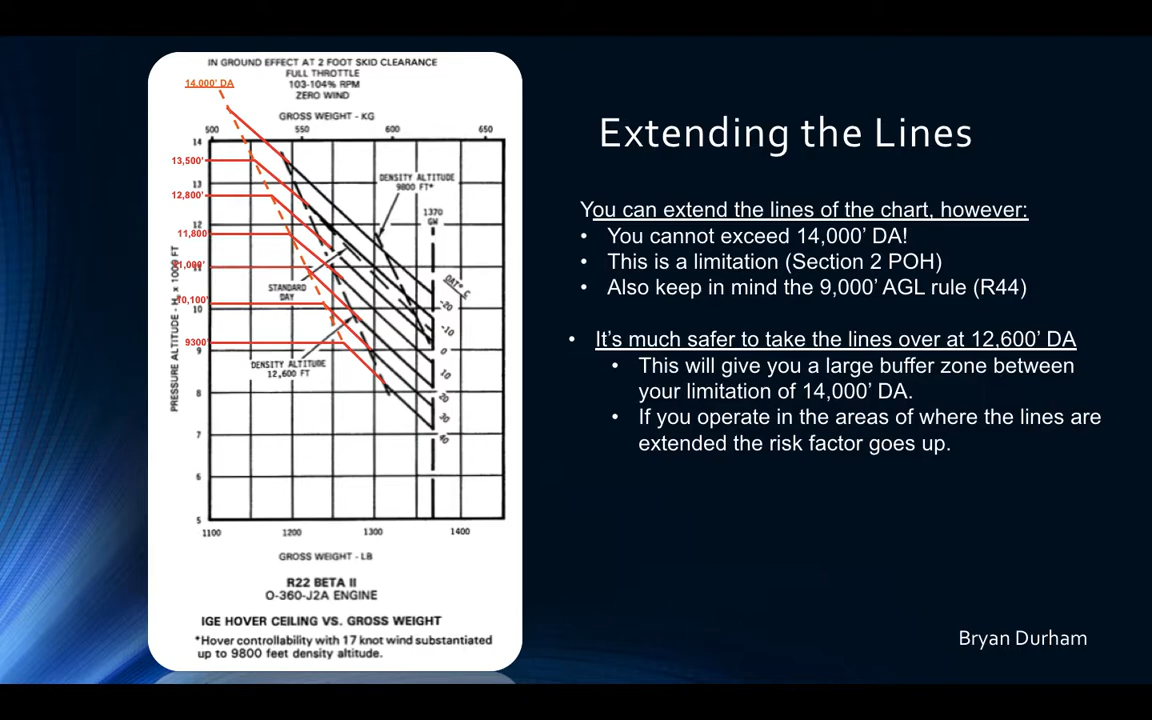 IN GROUND EFFECT AT 2 FOOT SKID CLEARANCE
FULL THROTTLE
103-104% RPM
ZERO WIND
14,000' DA
GROSS WEIGHT - KG
500 550 600 650
14
13,500'
13
12,800'
12
11,800'
11
10
9300'
9
8
7
6
5
PRESSURE ALTITUDE - Hp x 1000 FT
DENSITY ALTITUDE
9800 FT*
1370
GW
STANDARD
DAY
DENSITY ALTITUDE
12,600 FT
OAT °C
-20
-10
0
10
20
30
40
1100 1200 1300 1400
GROSS WEIGHT - LB
R22 BETA II
O-360-J2A ENGINE
IGE HOVER CEILING VS. GROSS WEIGHT
*Hover controllability with 17 knot wind substantiated
up to 9800 feet density altitude.
Extending the Lines
You can extend the lines of the chart, however:
• You cannot exceed 14,000' DA!
• This is a limitation (Section 2 POH)
• Also keep in mind the 9,000' AGL rule (R44)
• It's much safer to take the lines over at 12,600' DA
• This will give you a large buffer zone between
your limitation of 14,000' DA.
• If you operate in the areas of where the lines are
extended the risk factor goes up.
Bryan Durham